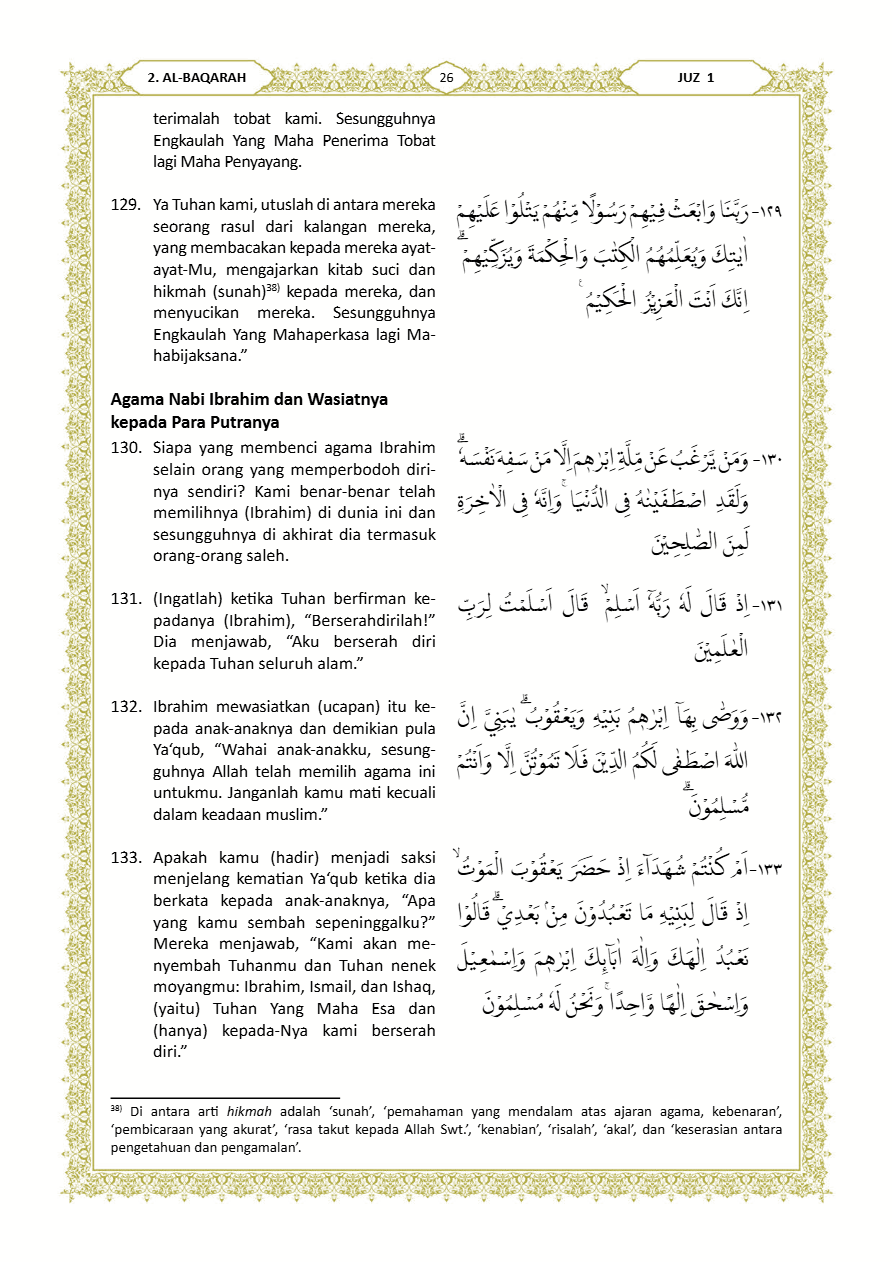 2. AL-BAQARAH
26
JUZ 1
terimalah tobat kami. Sesungguhnya
Engkaulah Yang Maha Penerima Tobat
lagi Maha Penyayang.
129. Ya Tuhan kami, utuslah di antara mereka
seorang rasul dari kalangan mereka,
yang membacakan kepada mereka ayat-
ayat-Mu, mengajarkan kitab suci dan
hikmah (sunah)38) kepada mereka, dan
menyucikan mereka. Sesungguhnya
Engkaulah Yang Mahaperkasa lagi Ma-
habijaksana.”
١٢٩- رَبَّنَا وَابْعَثْ فِيْهِمْ رَسُوْلًا مِّنْهُمْ يَتْلُوْا عَلَيْهِمْ
اٰيٰتِكَ وَيُعَلِّمُهُمُ الْكِتٰبَ وَالْحِكْمَةَ وَيُزَكِّيْهِمْۗ
اِنَّكَ اَنْتَ الْعَزِيْزُ الْحَكِيْمُ ࣖ
Agama Nabi Ibrahim dan Wasiatnya
kepada Para Putranya
130. Siapa yang membenci agama Ibrahim
selain orang yang memperbodoh diri-
nya sendiri? Kami benar-benar telah
memilihnya (Ibrahim) di dunia ini dan
sesungguhnya di akhirat dia termasuk
orang-orang saleh.
١٣٠- وَمَنْ يَّرْغَبُ عَنْ مِلَّةِ اِبْرٰهٖمَ اِلَّا مَنْ سَفِهَ نَفْسَهٗۗ
وَلَقَدِ اصْطَفَيْنٰهُ فِى الدُّنْيَاۚ وَاِنَّهٗ فِى الْاٰخِرَةِ
لَمِنَ الصّٰلِحِيْنَ
131. (Ingatlah) ketika Tuhan berfirman ke-
padanya (Ibrahim), “Berserahdirilah!”
Dia menjawab, “Aku berserah diri
kepada Tuhan seluruh alam.”
١٣١- اِذْ قَالَ لَهٗ رَبُّهٗٓ اَسْلِمْۙ قَالَ اَسْلَمْتُ لِرَبِّ
الْعٰلَمِيْنَ
132. Ibrahim mewasiatkan (ucapan) itu ke-
pada anak-anaknya dan demikian pula
Ya‘qub, “Wahai anak-anakku, sesung-
guhnya Allah telah memilih agama ini
untukmu. Janganlah kamu mati kecuali
dalam keadaan muslim.”
١٣٢- وَوَصّٰى بِهَآ اِبْرٰهٖمُ بَنِيْهِ وَيَعْقُوْبُۗ يٰبَنِيَّ اِنَّ
اللّٰهَ اصْطَفٰى لَكُمُ الدِّيْنَ فَلَا تَمُوْتُنَّ اِلَّا وَاَنْتُمْ
مُّسْلِمُوْنَۗ
133. Apakah kamu (hadir) menjadi saksi
menjelang kematian Ya‘qub ketika dia
berkata kepada anak-anaknya, “Apa
yang kamu sembah sepeninggalku?”
Mereka menjawab, “Kami akan me-
nyembah Tuhanmu dan Tuhan nenek
moyangmu: Ibrahim, Ismail, dan Ishaq,
(yaitu) Tuhan Yang Maha Esa dan
(hanya) kepada-Nya kami berserah
diri.”
١٣٣- اَمْ كُنْتُمْ شُهَدَاۤءَ اِذْ حَضَرَ يَعْقُوْبَ الْمَوْتُۙ
اِذْ قَالَ لِبَنِيْهِ مَا تَعْبُدُوْنَ مِنْۢ بَعْدِيْۗ قَالُوْا
نَعْبُدُ اِلٰهَكَ وَاِلٰهَ اٰبَاۤىِٕكَ اِبْرٰهٖمَ وَاِسْمٰعِيْلَ
وَاِسْحٰقَ اِلٰهًا وَّاحِدًاۚ وَنَحْنُ لَهٗ مُسْلِمُوْنَ
38) Di antara arti hikmah adalah ‘sunah’, ‘pemahaman yang mendalam atas ajaran agama, kebenaran’,
‘pembicaraan yang akurat’, ‘rasa takut kepada Allah Swt.’, ‘kenabian’, ‘risalah’, ‘akal’, dan ‘keserasian antara
pengetahuan dan pengamalan’.